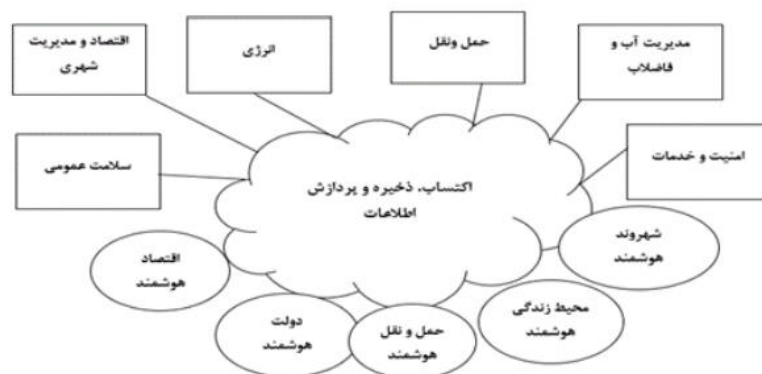 اقتصاد و مدیریت
شهری
انرژی
حمل ونقل
مدیریت آب و
فاضلاب
سلامت عمومی
امنیت و خدمات
اکتساب، ذخیره و پردازش
اطلاعات
شهروند
هوشمند
اقتصاد
هوشمند
محیط زندگی
هوشمند
دولت
هوشمند
حمل و نقل
هوشمند